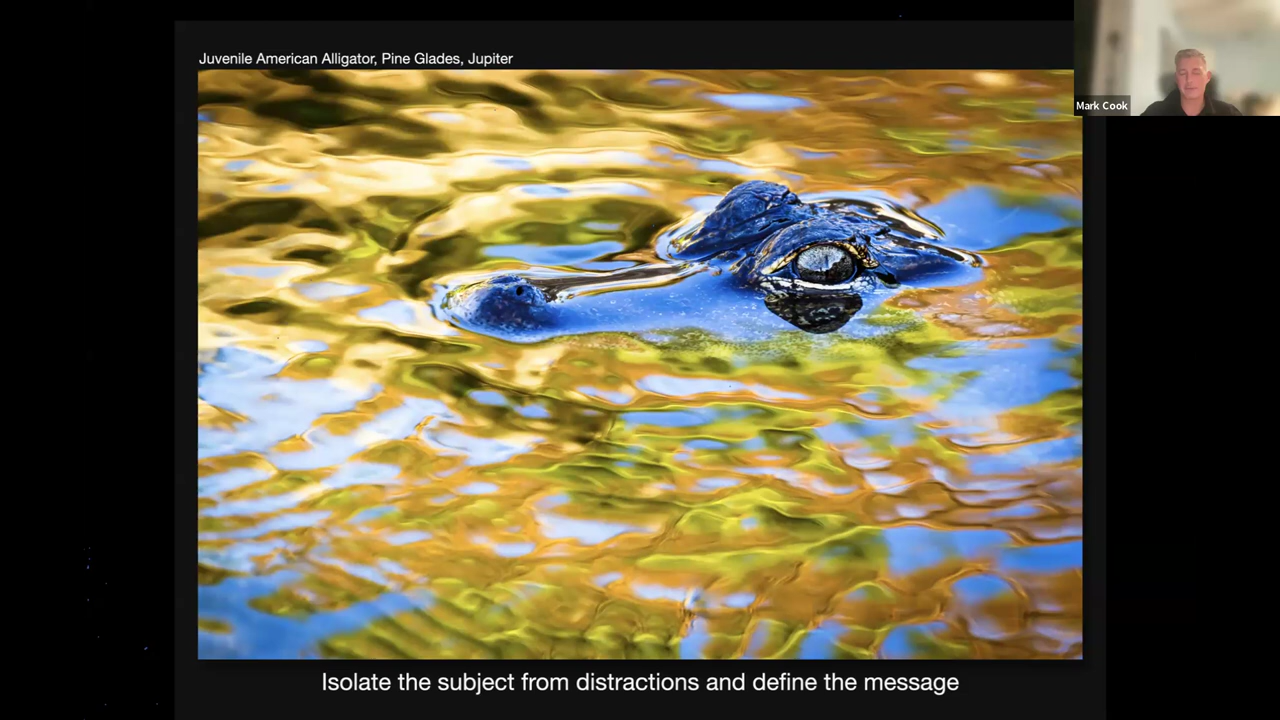 Juvenile American Alligator, Pine Glades, Jupiter
Mark Cook
Isolate the subject from distractions and define the message